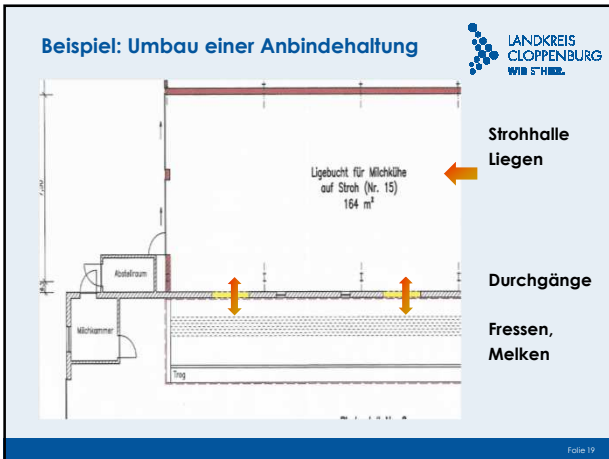 Beispiel: Umbau einer Anbindehaltung
LANDKREIS
CLOPPENBURG
Strohhalle
Liegen
Ligebucht für Milchkühe
auf Stroh (Nr. 15)
164 m²
Abstellraum
Durchgänge
Milchkammer
Fressen,
Melken
Trog
Folie 19